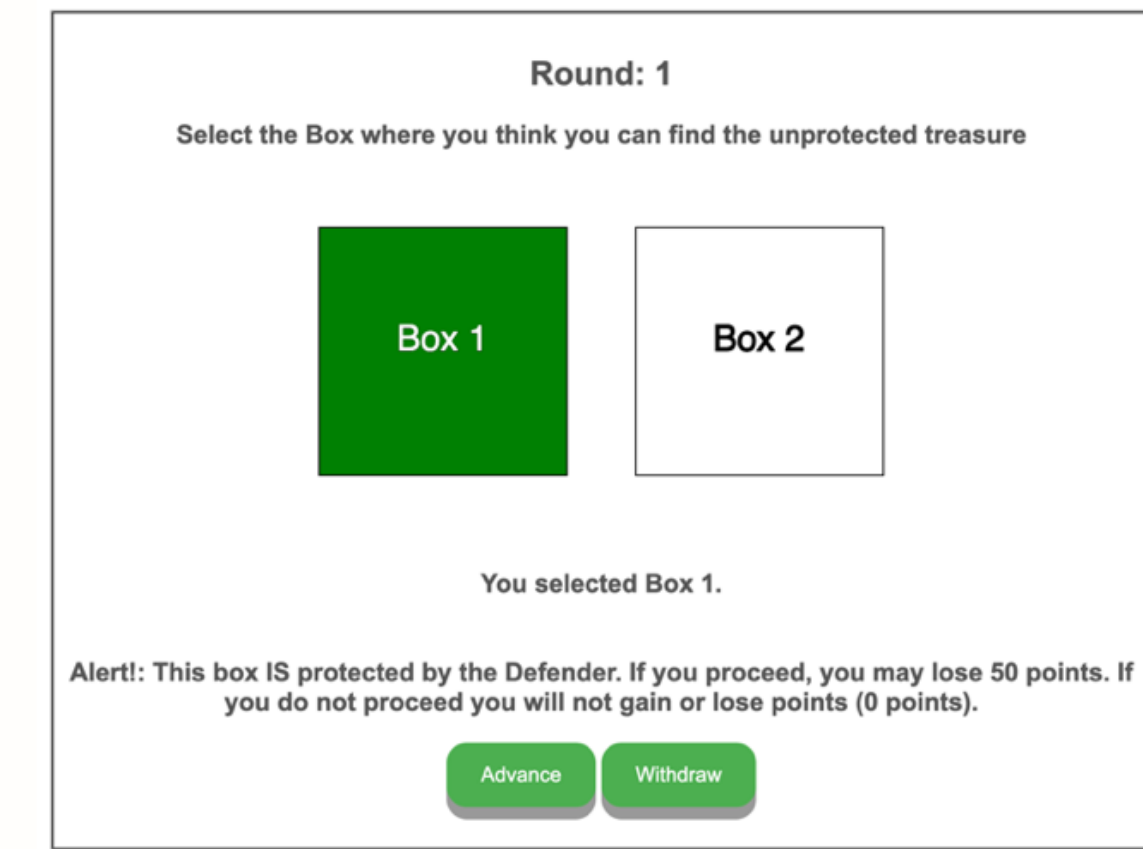 Round: 1
Select the Box where you think you can find the unprotected treasure
Box 1
Box 2
You selected Box 1.
Alert!: This box IS protected by the Defender. If you proceed, you may lose 50 points. If
you do not proceed you will not gain or lose points (0 points).
Advance
Withdraw